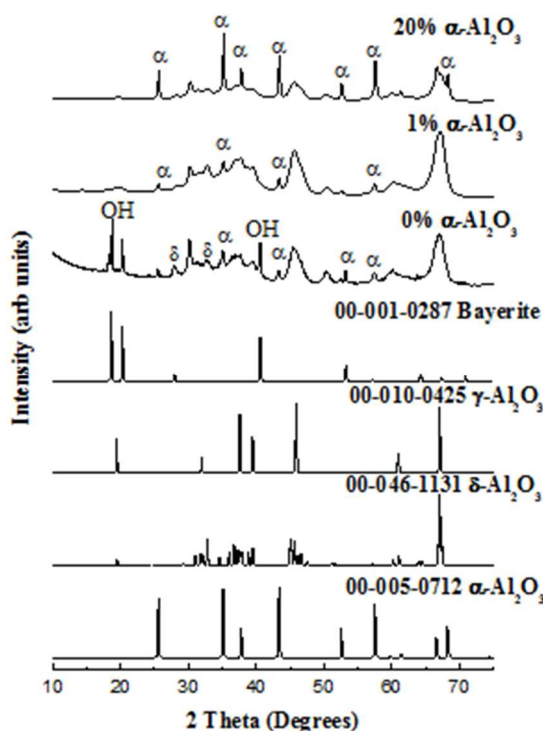 α α α α α 20% α-Al₂O₃ α
1% α-Al₂O₃
α α α α
OH 0% α-Al₂O₃
δ δ α OH α α α
00-001-0287 Bayerite
00-010-0425 γ-Al₂O₃
00-046-1131 δ-Al₂O₃
00-005-0712 α-Al₂O₃
10 20 30 40 50 60 70
2 Theta (Degrees)
Intensity (arb units)